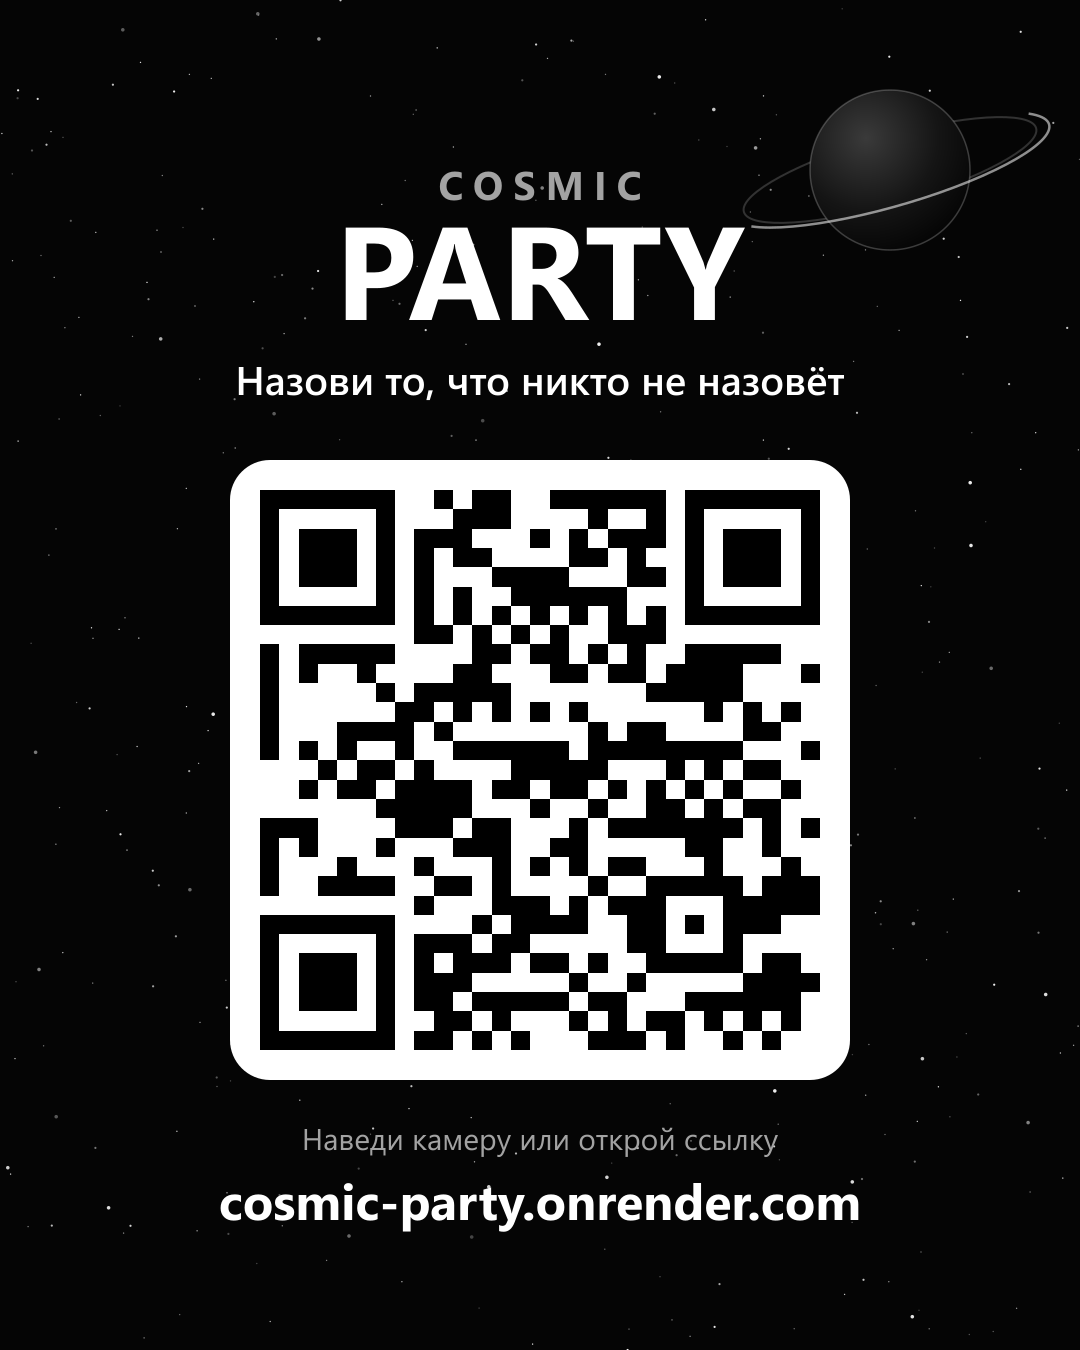 COSMIC
PARTY
Назови то, что никто не назовёт
Наведи камеру или открой ссылку
cosmic-party.onrender.com